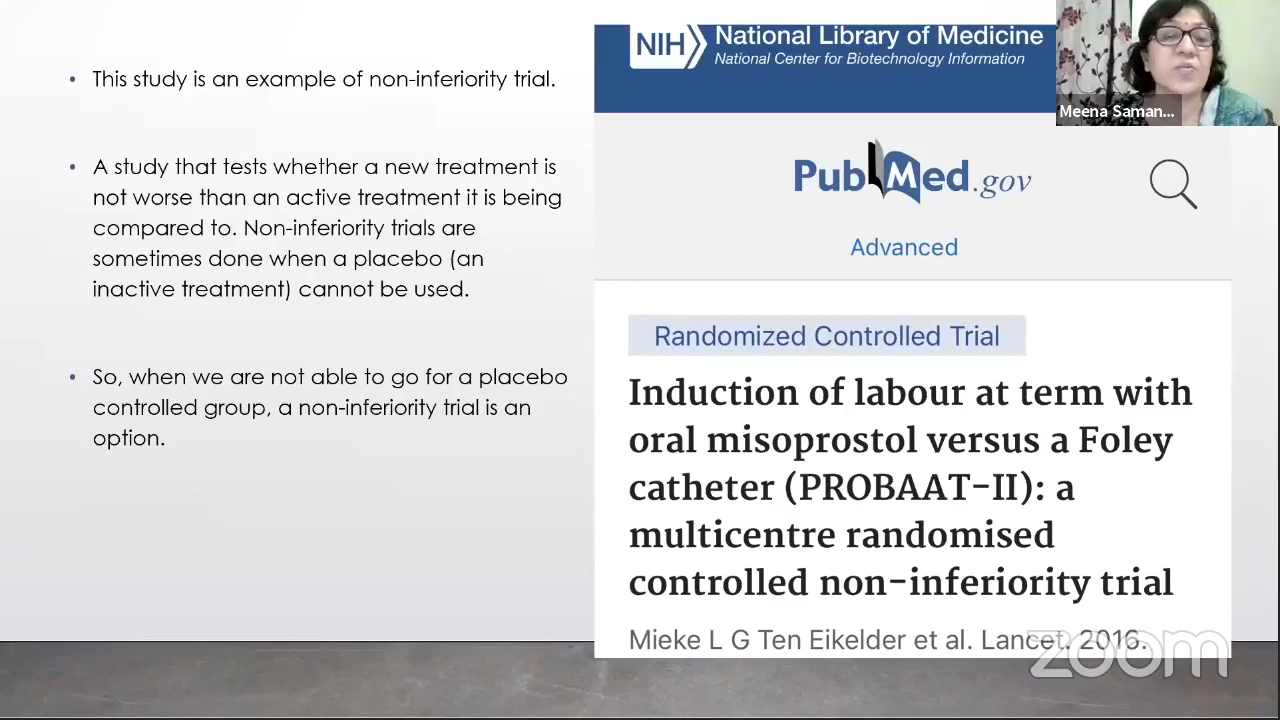 This study is an example of non-inferiority trial.
A study that tests whether a new treatment is
not worse than an active treatment it is being
compared to. Non-inferiority trials are
sometimes done when a placebo (an
inactive treatment) cannot be used.
So, when we are not able to go for a placebo
controlled group, a non-inferiority trial is an
option.
NIH National Library of Medicine
National Center for Biotechnology Information
Meena Saman...
PubMed.gov
Advanced
Randomized Controlled Trial
Induction of labour at term with
oral misoprostol versus a Foley
catheter (PROBAAT-II): a
multicentre randomised
controlled non-inferiority trial
Mieke L G Ten Eikelder et al. Lancet. 2016.
zoom